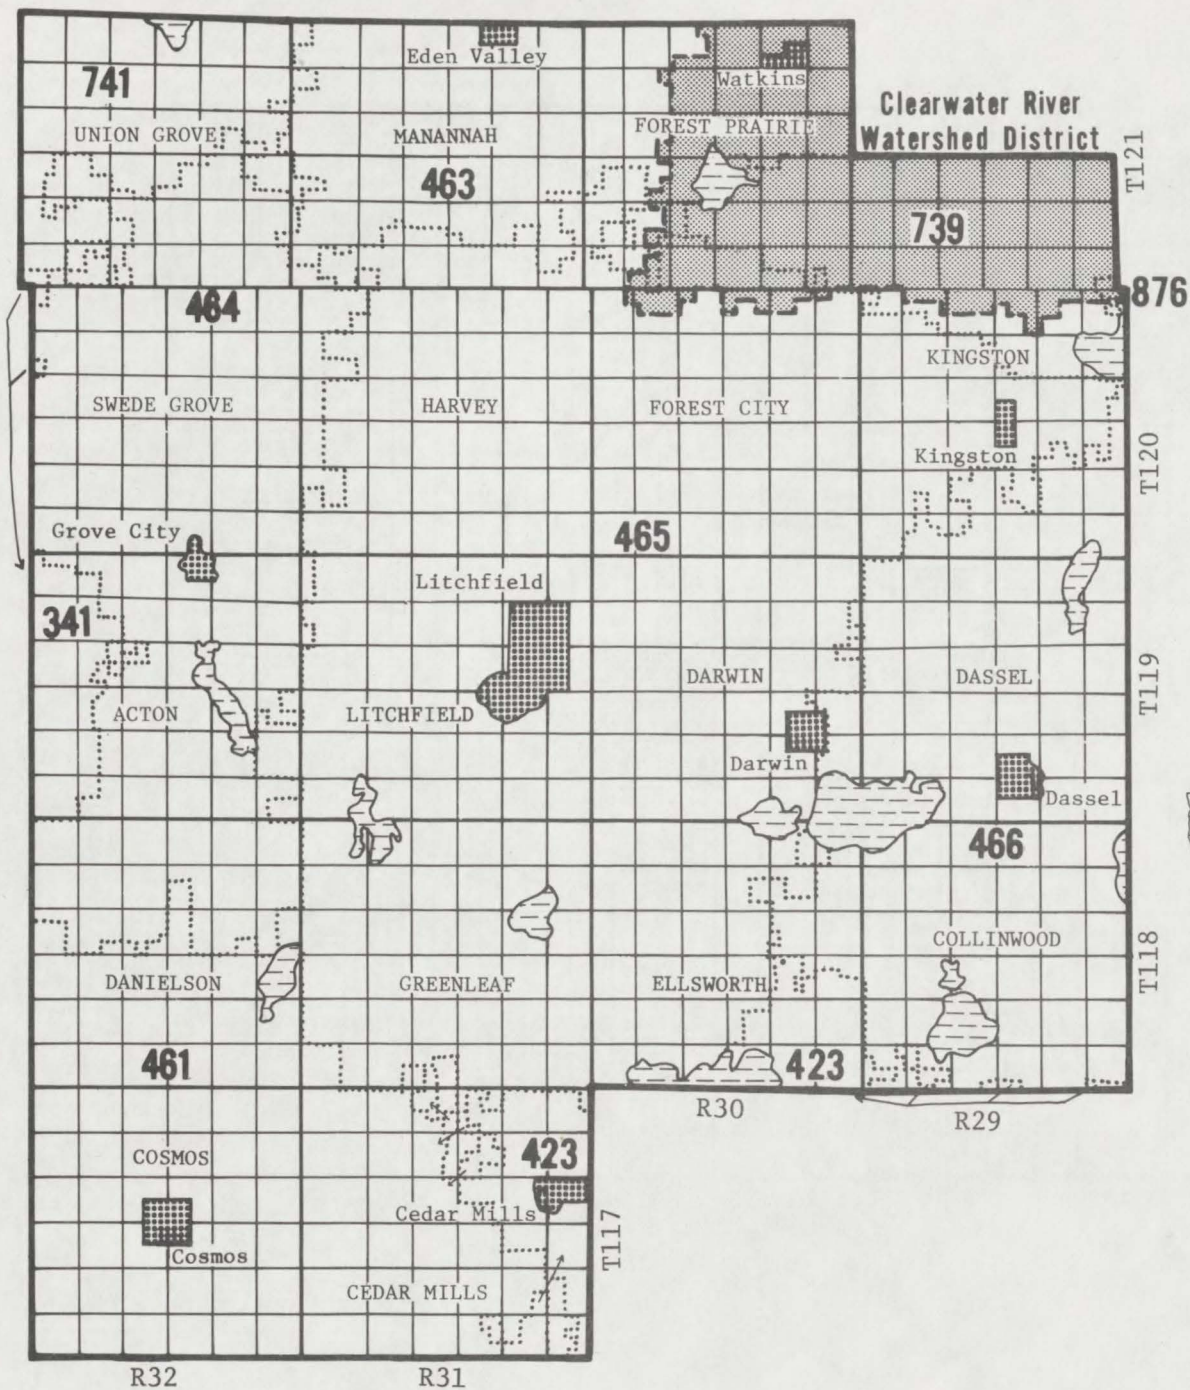 Eden Valley
Watkins
741
Clearwater River
Watershed District
UNION GROVE
MANANNAH
FOREST PRAIRIE
T121
463
739
464
876
KINGSTON
SWEDE GROVE
HARVEY
FOREST CITY
Kingston
T120
Grove City
465
Litchfield
341
DARWIN
DASSEL
T119
ACTON
LITCHFIELD
Darwin
Dassel
466
COLLINWOOD
DANIELSON
GREENLEAF
ELLSWORTH
T118
461
423
R30
R29
COSMOS
423
Cedar Mills
T117
Cosmos
CEDAR MILLS
R32
R31